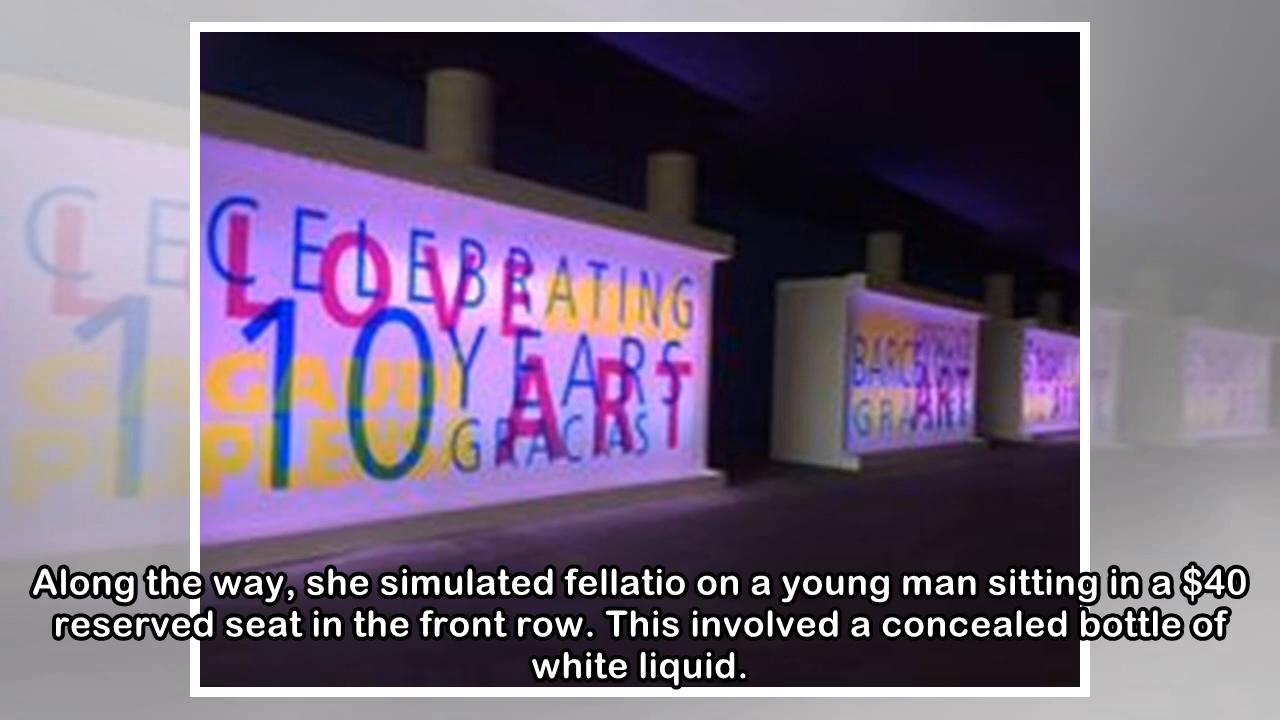 CELEBRATING
LOVE
10 YEARS
ART
GRACIAS
Along the way, she simulated fellatio on a young man sitting in a $40
reserved seat in the front row. This involved a concealed bottle of
white liquid.